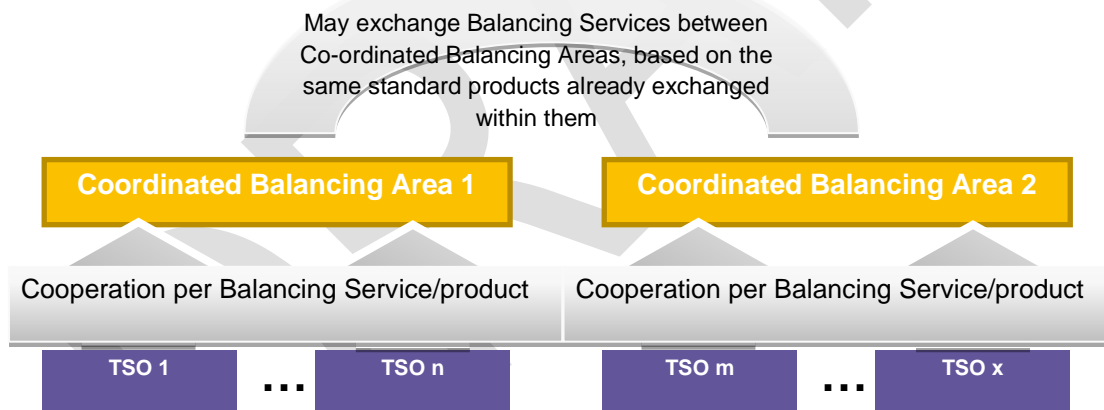 May exchange Balancing Services between
Co-ordinated Balancing Areas, based on the
same standard products already exchanged
within them
Coordinated Balancing Area 1
Coordinated Balancing Area 2
Cooperation per Balancing Service/product
Cooperation per Balancing Service/product
TSO 1
...
TSO n
TSO m
...
TSO x